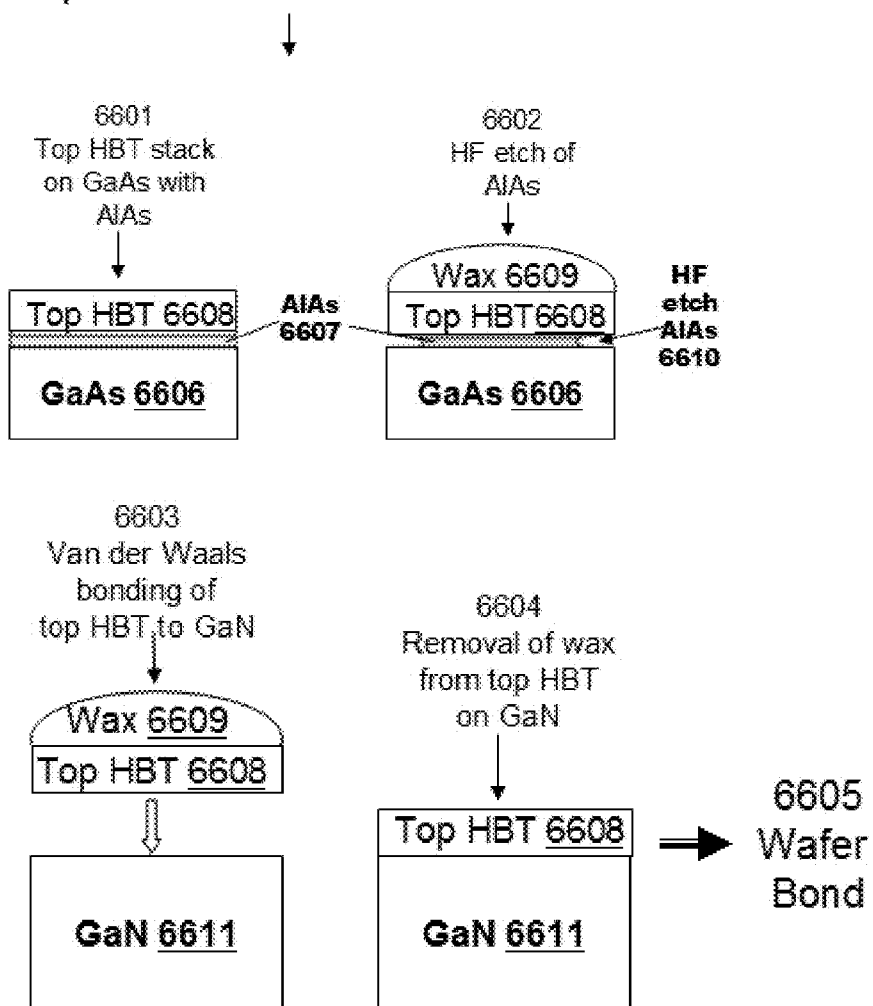 6601
Top HBT stack
on GaAs with
AlAs
Top HBT 6608
GaAs 6606
AlAs
6607
6602
HF etch of
AlAs
Wax 6609
Top HBT6608
GaAs 6606
HF
etch
AlAs
6610
6603
Van der Waals
bonding of
top HBT to GaN
Wax 6609
Top HBT 6608
GaN 6611
6604
Removal of wax
from top HBT
on GaN
Top HBT 6608
GaN 6611
6605
Wafer
Bond